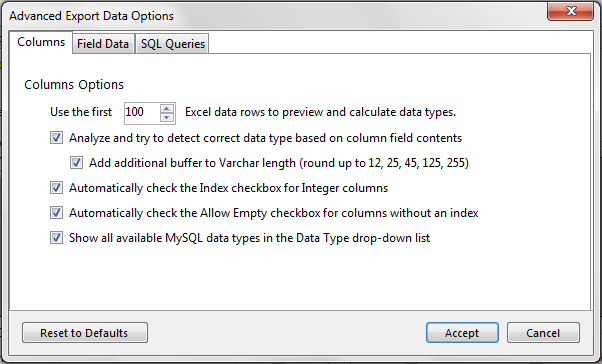 Advanced Export Data Options
Columns Field Data SQL Queries
Columns Options
Use the first 100 Excel data rows to preview and calculate data types.
Analyze and try to detect correct data type based on column field contents
Add additional buffer to Varchar length (round up to 12, 25, 45, 125, 255)
Automatically check the Index checkbox for Integer columns
Automatically check the Allow Empty checkbox for columns without an index
Show all available MySQL data types in the Data Type drop-down list
Reset to Defaults Accept Cancel